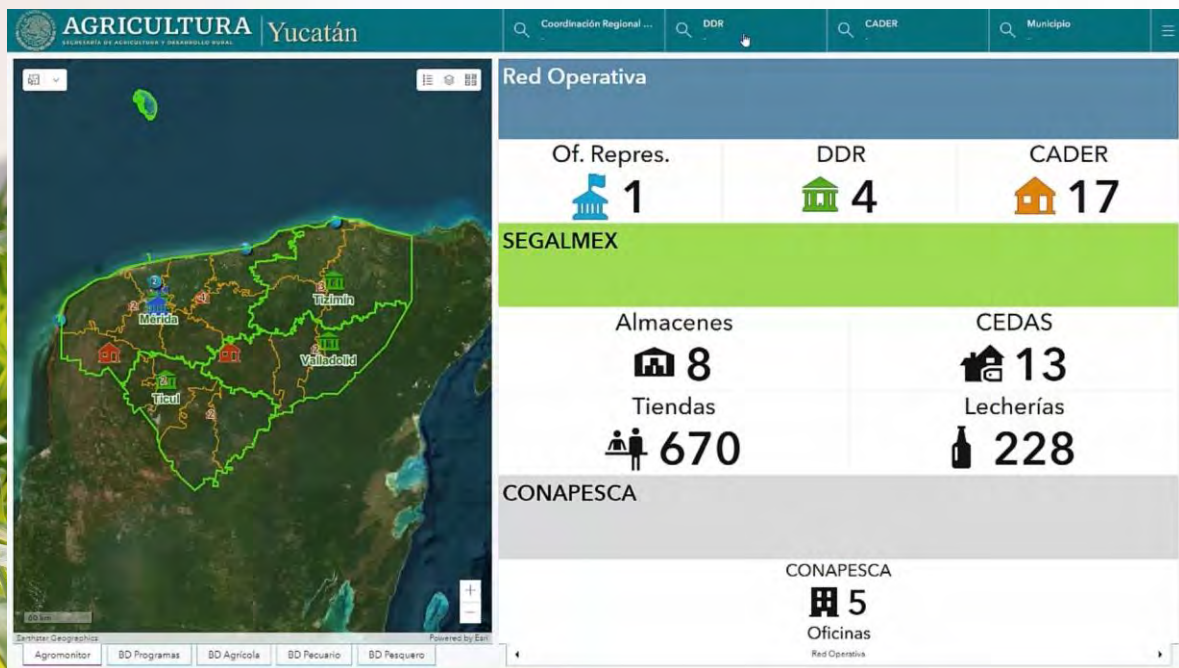 AGRICULTURA
SECRETARÍA DE AGRICULTURA Y DESARROLLO RURAL
Yucatán
Coordinación Regional ...
-
DDR
-
CADER
-
Municipio
-
Mérida
Tizimín
Valladolid
Ticul
60 km
Earthstar Geographics
Powered by Esri
Agromonitor
BD Programas
BD Agrícola
BD Pecuario
BD Pesquero
Red Operativa
Of. Repres.
1
DDR
4
CADER
17
SEGALMEX
Almacenes
8
CEDAS
13
Tiendas
670
Lecherías
228
CONAPESCA
CONAPESCA
5
Oficinas
Red Operativa